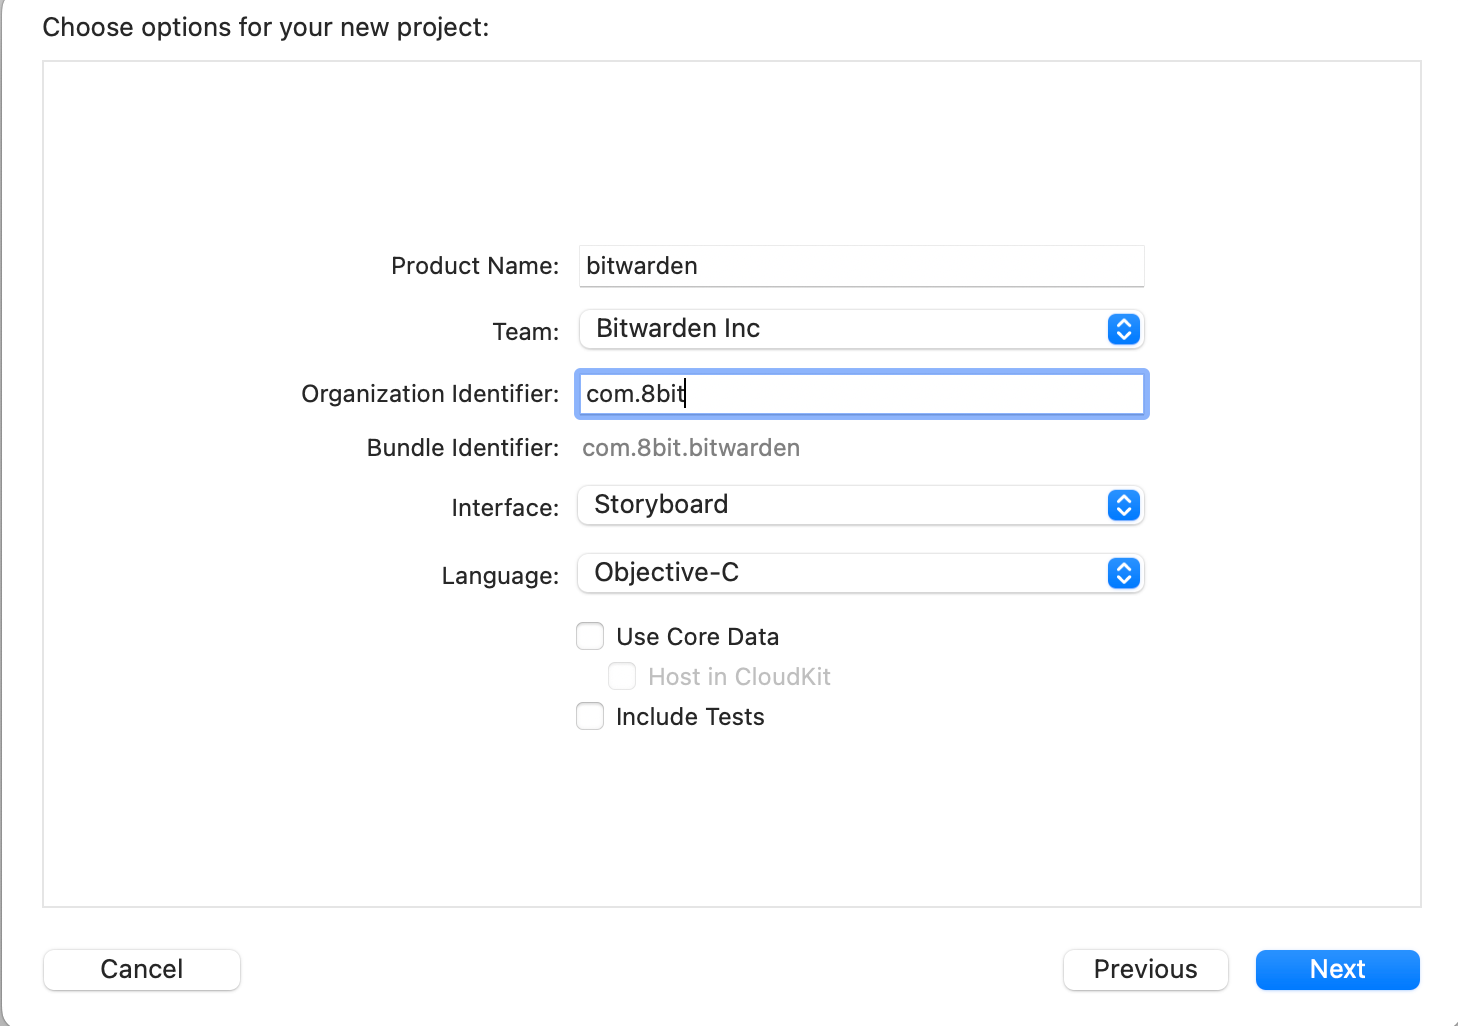 Choose options for your new project:
Product Name: bitwarden
Team: Bitwarden Inc
Organization Identifier: com.8bit
Bundle Identifier: com.8bit.bitwarden
Interface: Storyboard
Language: Objective-C
Use Core Data
Host in CloudKit
Include Tests
Cancel Previous Next